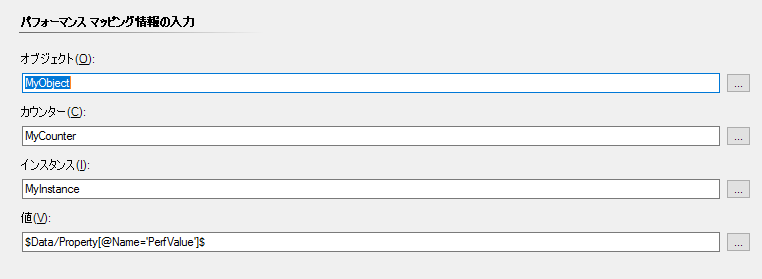 パフォーマンス マッピング情報の入力
オブジェクト(O):
MyObject
...
カウンター(C):
MyCounter
...
インスタンス(I):
MyInstance
...
値(V):
$Data/Property[@Name='PerfValue']$
...